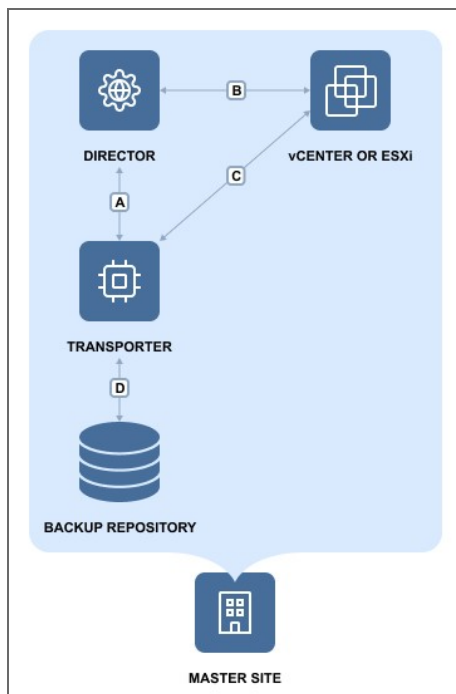 B
DIRECTOR
vCENTER OR ESXi
C
A
TRANSPORTER
D
BACKUP REPOSITORY
MASTER SITE